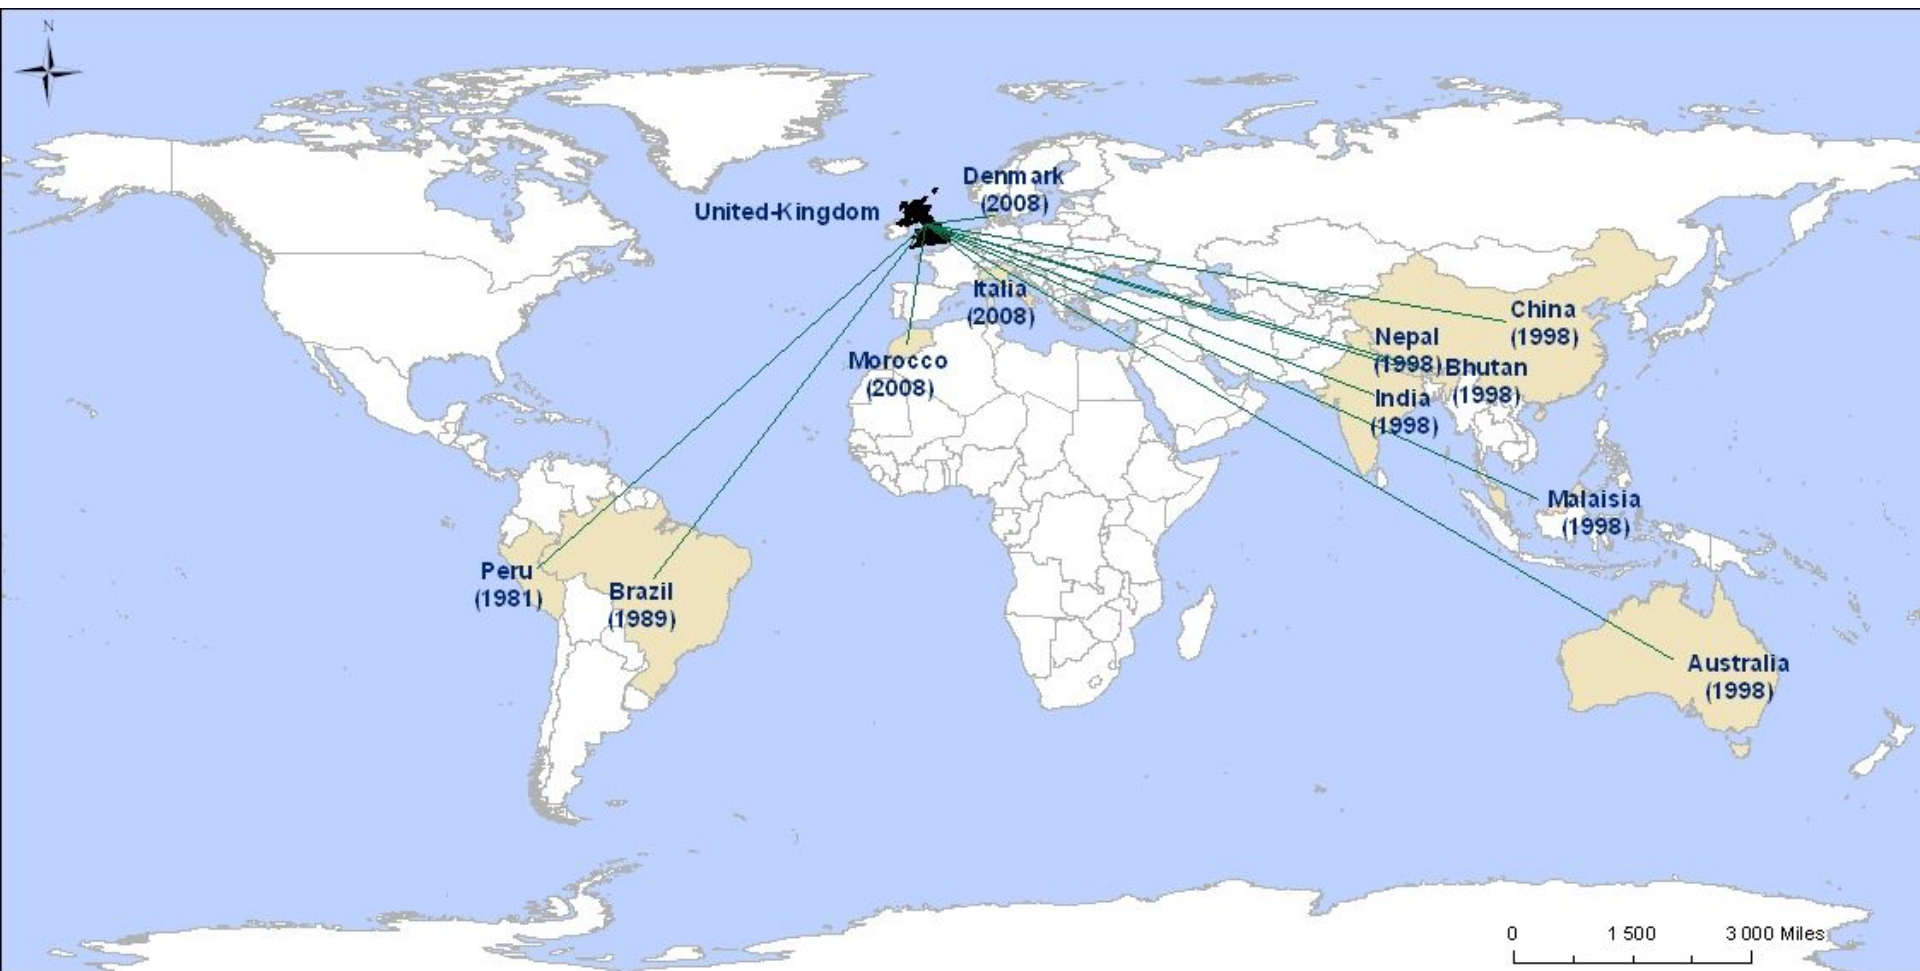 N
Denmark
(2008)
United-Kingdom
Italia
(2008)
China
(1998)
Nepal
(1998)
Bhutan
(1998)
Morocco
(2008)
India
(1998)
Malaisia
(1998)
Peru
(1981)
Brazil
(1989)
Australia
(1998)
0 1 500 3 000 Miles